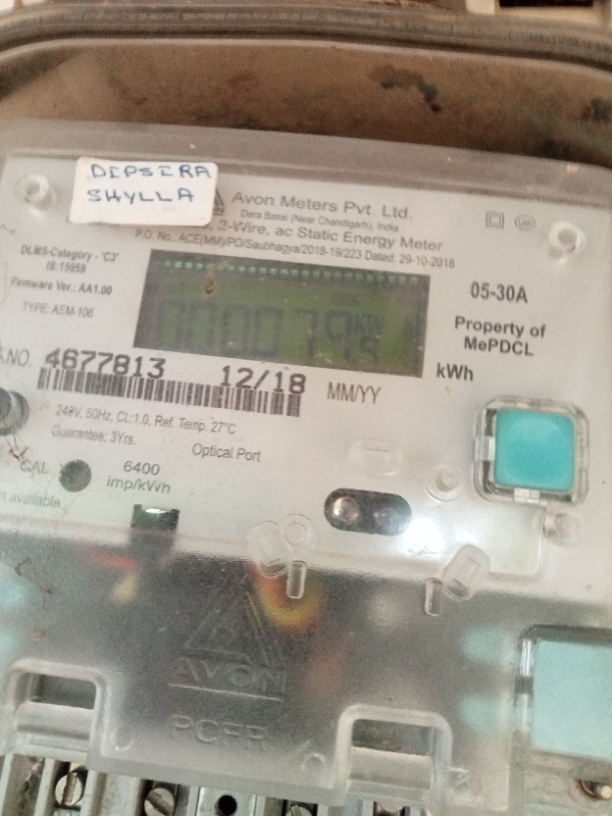 DIPSIRA
SHYLLA
Avon Meters Pvt. Ltd.
Dera Bassi (Near Chandigarh), India
2-Wire, ac Static Energy Meter
P.O. No.: ACE(MM)/PO/Saubhagya/2018-19/223 Dated: 29-10-2018
DLMS-Category - 'C3'
IS:15959
Firmware Ver.: AA1.00
TYPE: AEM-106
05-30A
Property of
MePDCL
kWh
NO. 4677813 12/18 MM/YY
248V, 50Hz, CL:1.0, Ref. Temp. 27°C
Guarantee; 3Yrs.
Optical Port
CAL
6400
imp/kWh
available
AVON